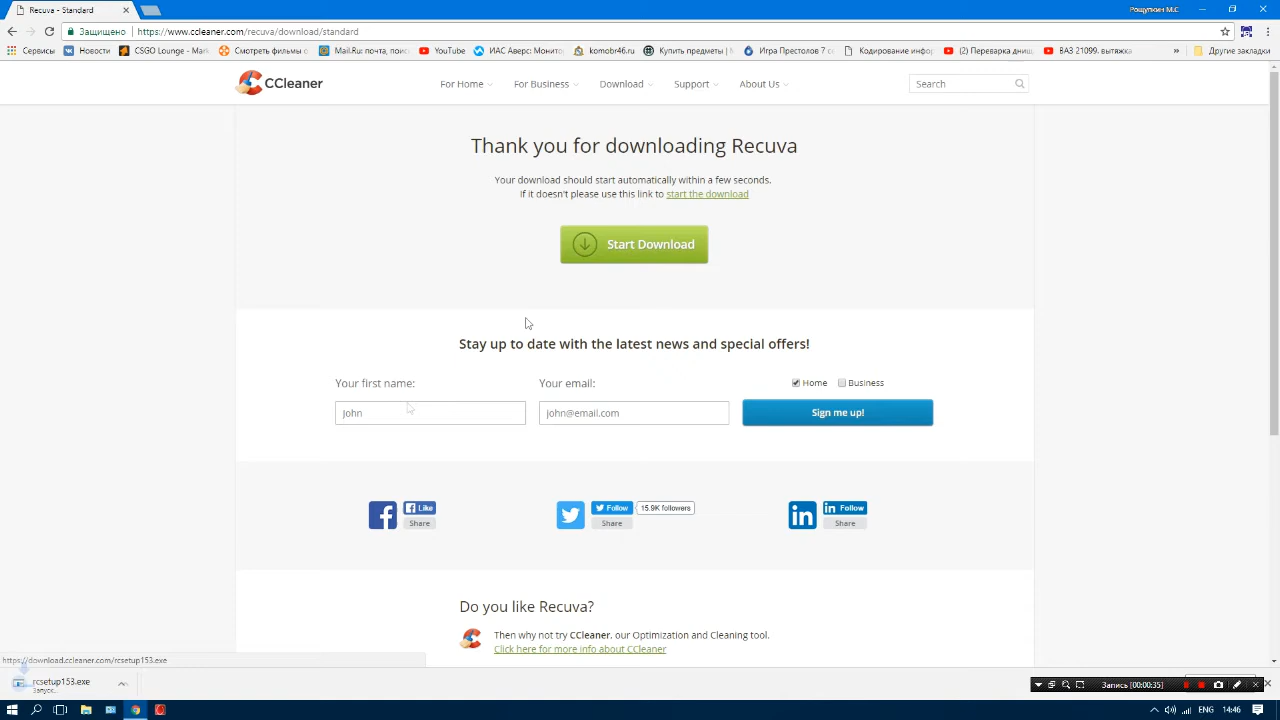 Recuva - Standard
Рощупкин М.С
Защищено https://www.ccleaner.com/recuva/download/standard
Сервисы Новости CSGO Lounge - Mark Смотреть фильмы о Mail.Ru: почта, поис YouTube ИАС Аверс: Монито komobr46.ru Купить предметы | М Игра Престолов 7 с Кодирование инфор (2) Переварка днищ ВАЗ 21099. вытяжка » Другие закладки
CCleaner For Home For Business Download Support About Us Search
Thank you for downloading Recuva
Your download should start automatically within a few seconds.
If it doesn't please use this link to start the download
Start Download
Stay up to date with the latest news and special offers!
Your first name: Your email: Home Business
John john@email.com Sign me up!
Like Follow 15.9K followers Follow
Share Share Share
Do you like Recuva?
Then why not try CCleaner, our Optimization and Cleaning tool.
Click here for more info about CCleaner
https://download.ccleaner.com/rcsetup153.exe
rcsetup153.exe
Запуск...
Запись [00:00:35]
ENG 14:46